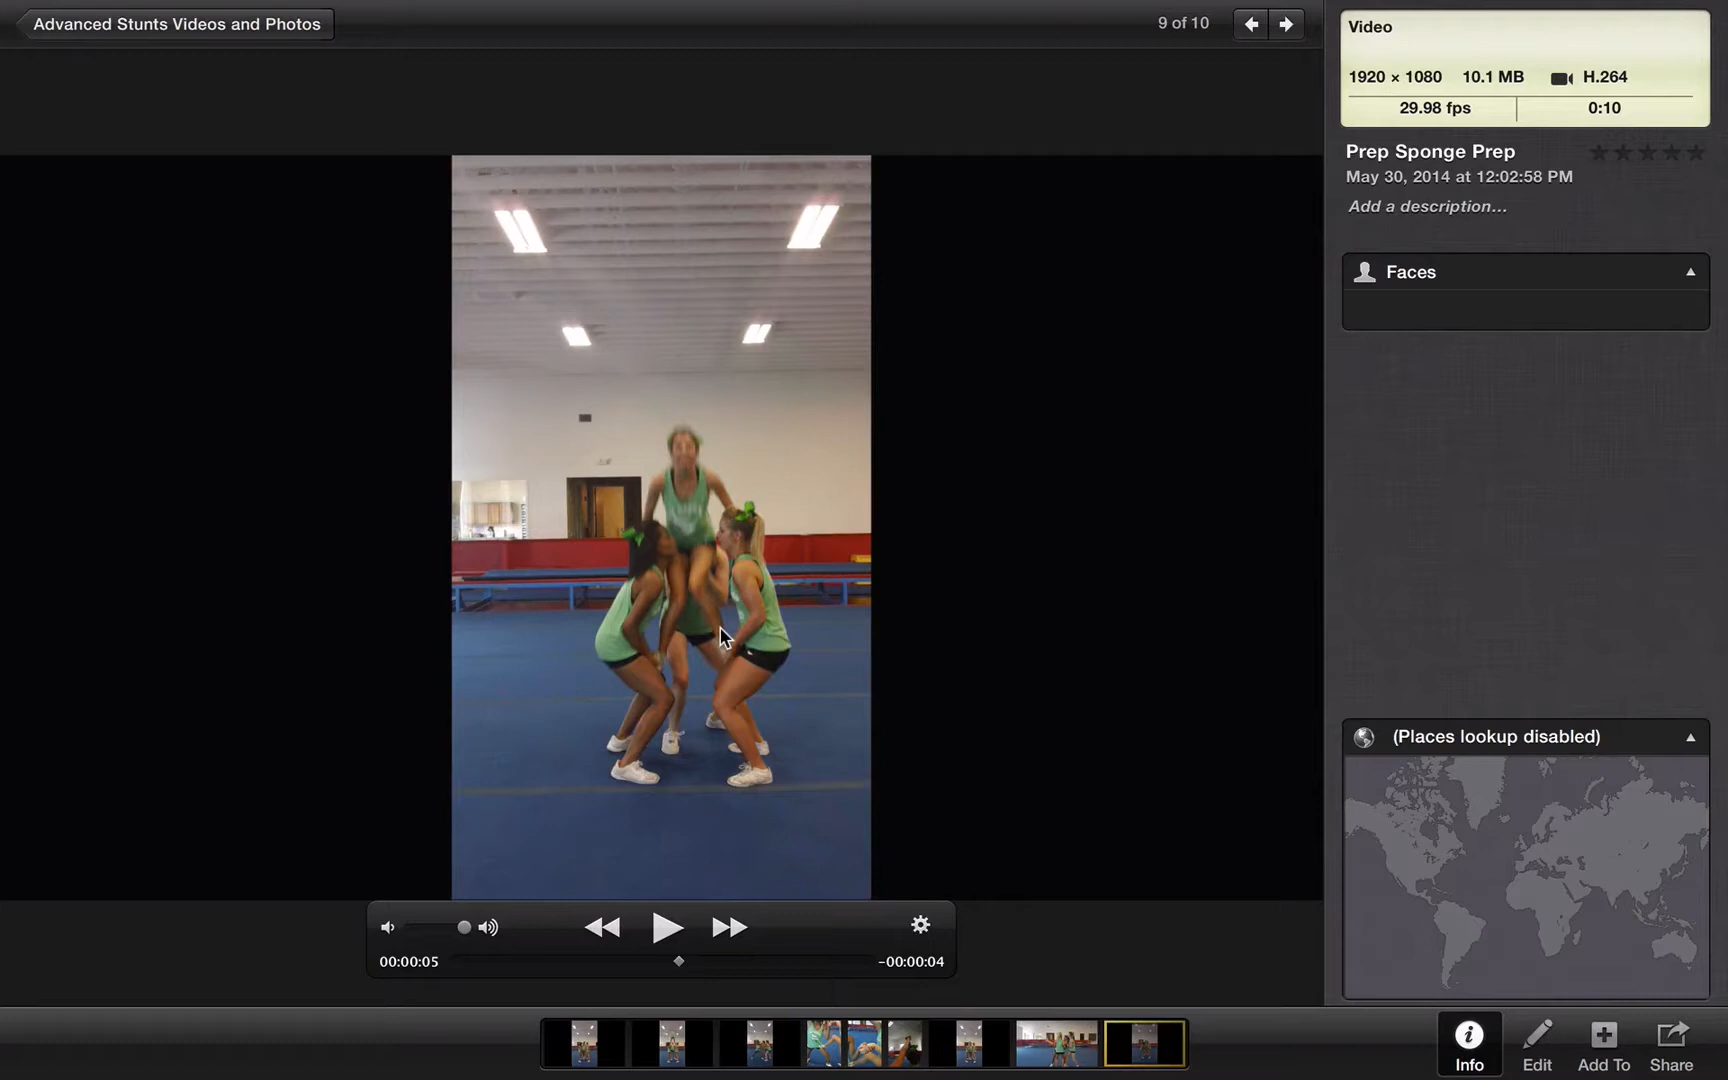 Advanced Stunts Videos and Photos
9 of 10
Video
1920 × 1080 10.1 MB H.264
29.98 fps 0:10
Prep Sponge Prep
May 30, 2014 at 12:02:58 PM
Add a description...
Faces
(Places lookup disabled)
00:00:05
-00:00:04
Info
Edit
Add To
Share